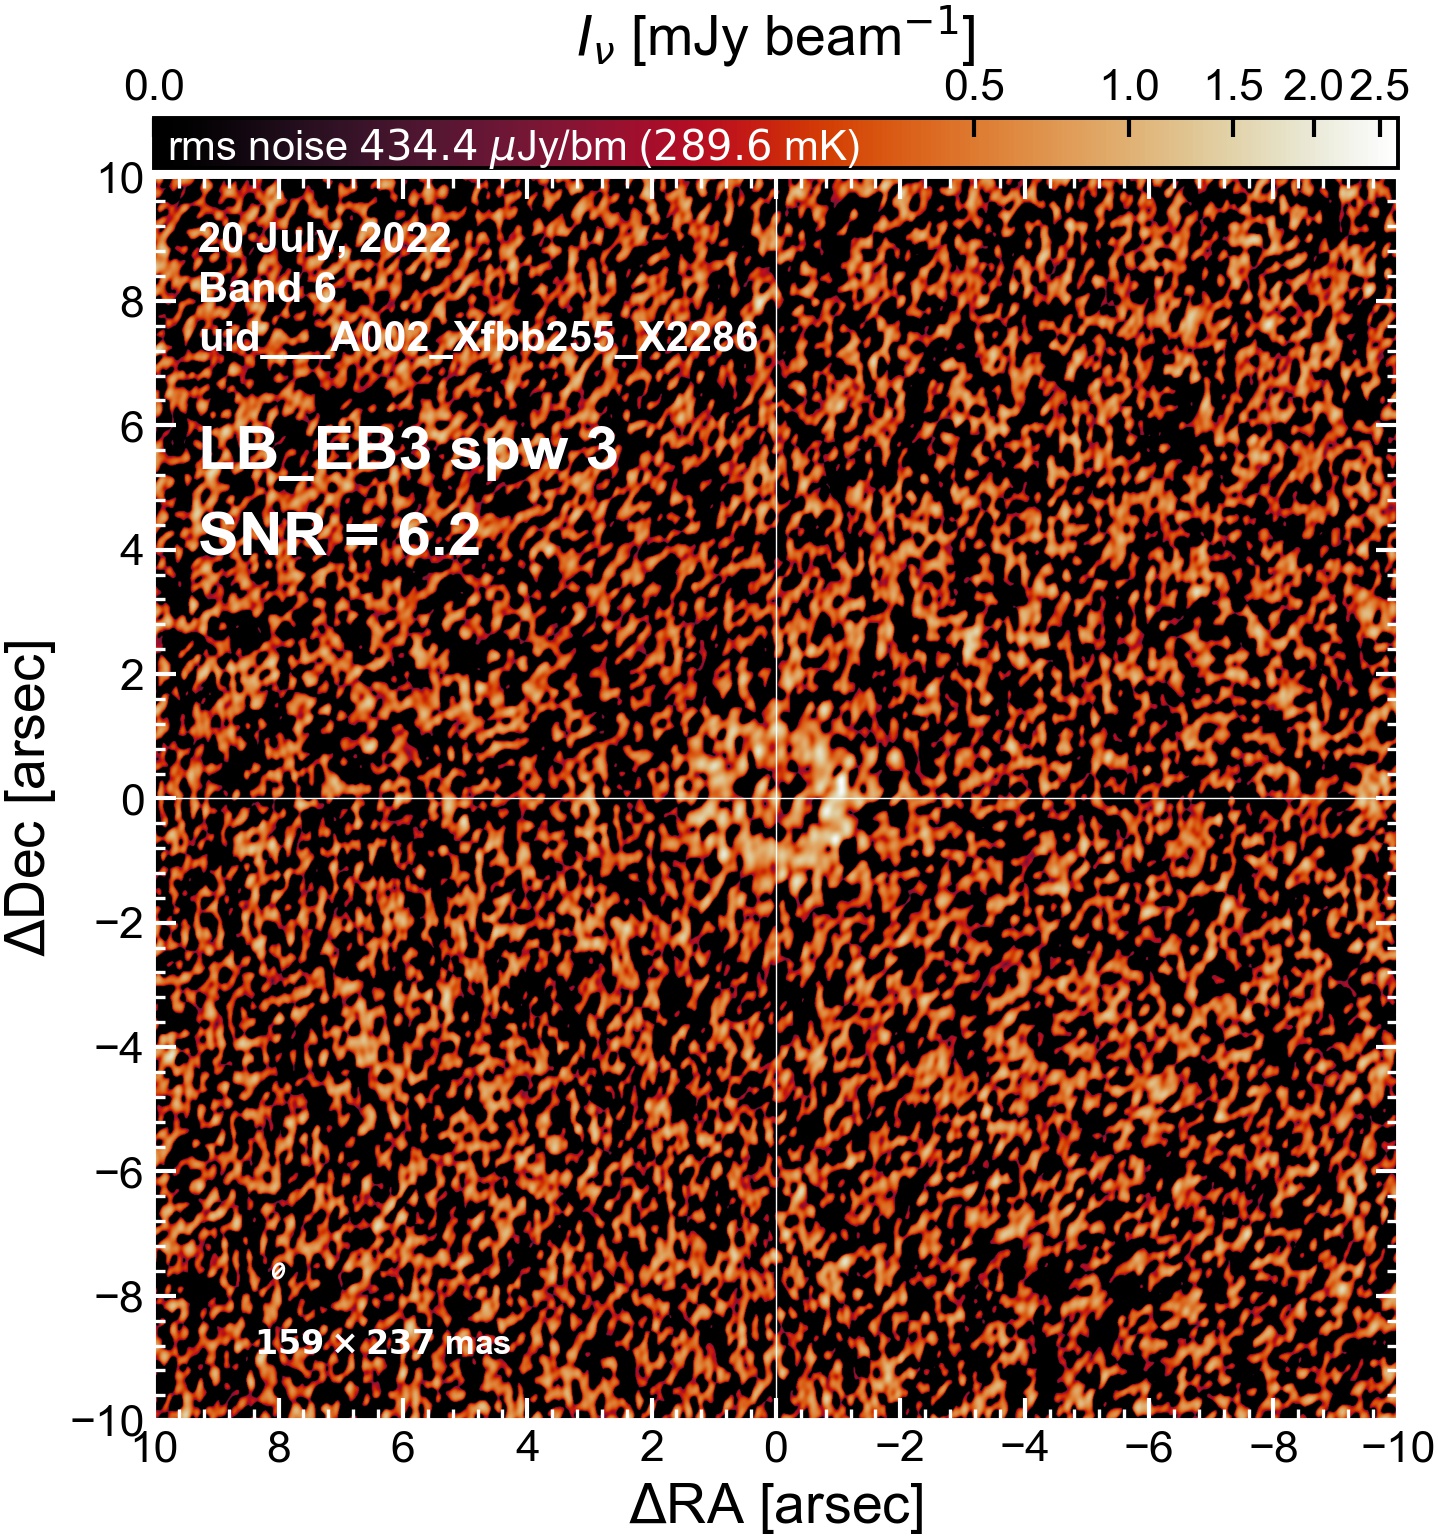 I_ν [mJy beam⁻¹]
0.0 0.5 1.0 1.5 2.0 2.5
rms noise 434.4 μJy/bm (289.6 mK)
20 July, 2022
Band 6
uid___A002_Xfbb255_X2286
LB_EB3 spw 3
SNR = 6.2
159 × 237 mas
10
8
6
4
2
0
−2
−4
−6
−8
−10
ΔDec [arsec]
10 8 6 4 2 0 −2 −4 −6 −8 −10
ΔRA [arsec]